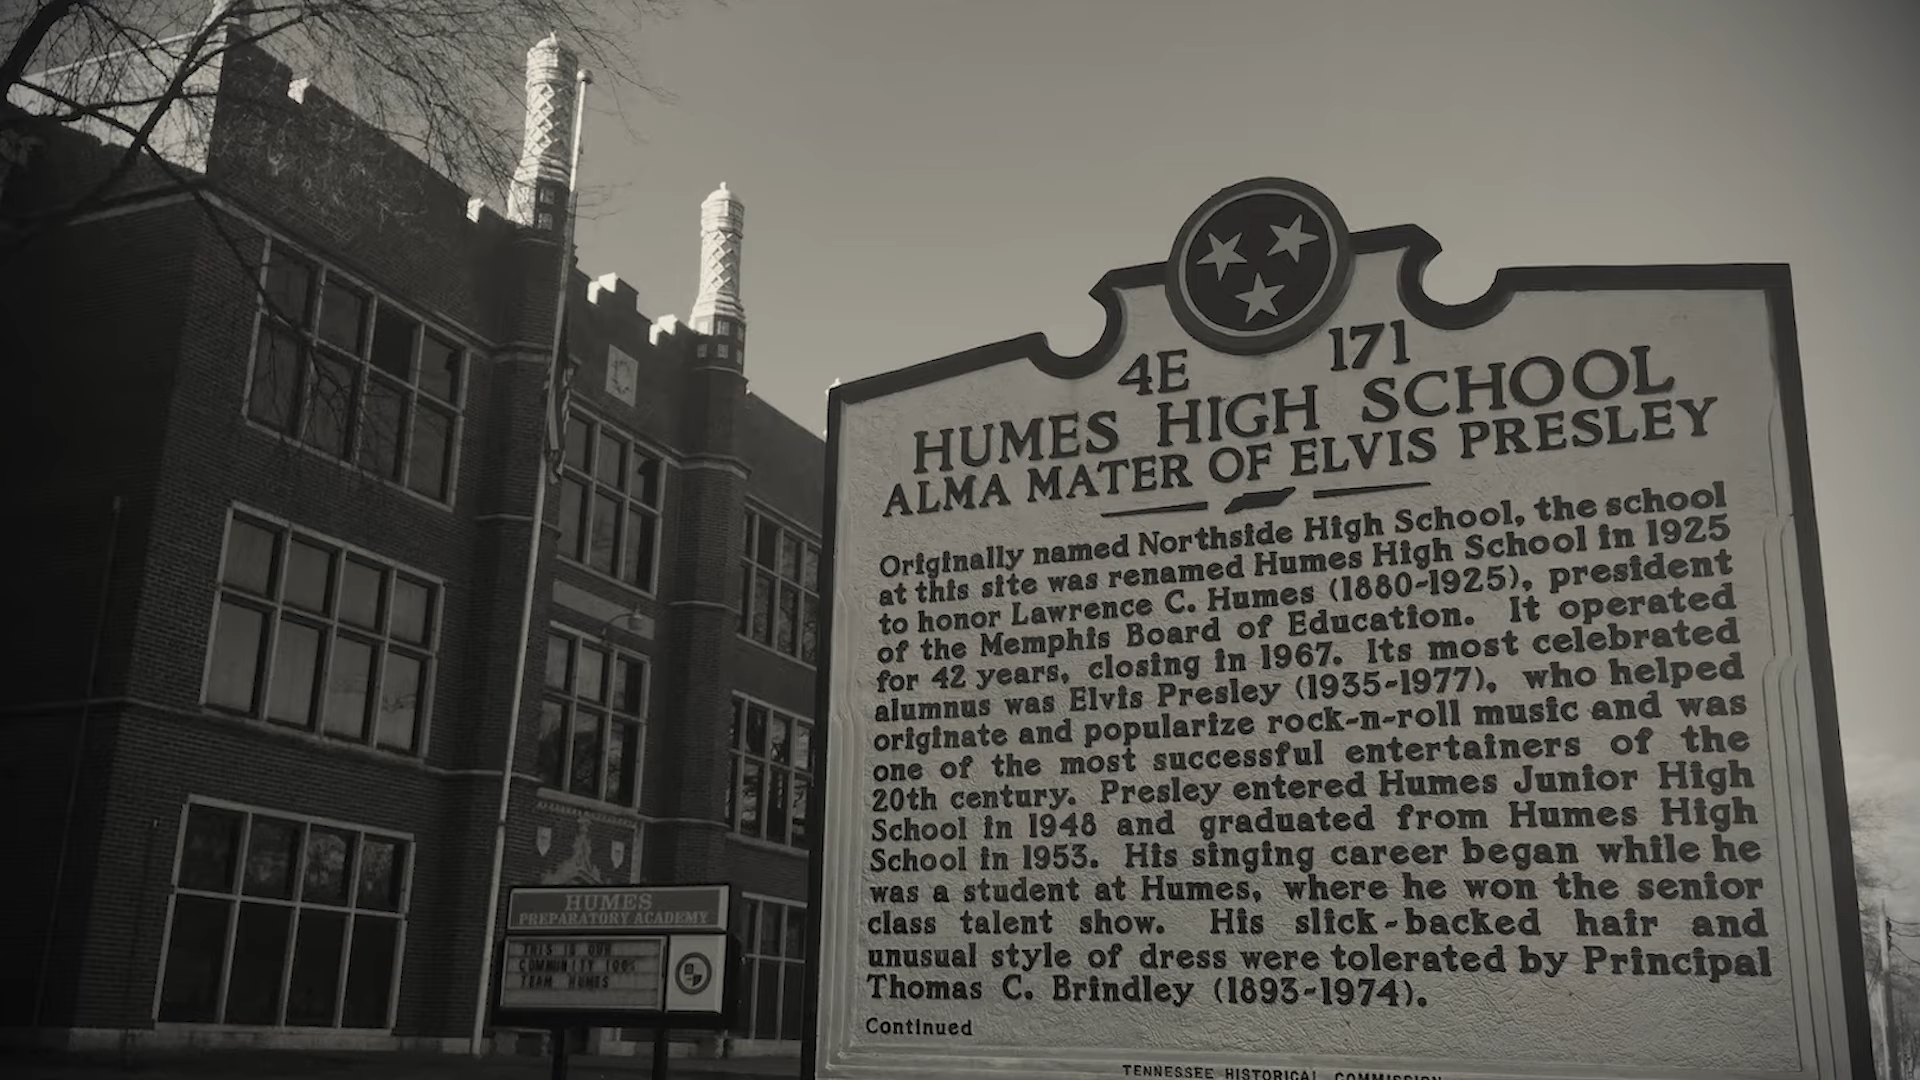 4E 171
HUMES HIGH SCHOOL
ALMA MATER OF ELVIS PRESLEY
Originally named Northside High School, the school
at this site was renamed Humes High School in 1925
to honor Lawrence C. Humes (1880-1925), president
of the Memphis Board of Education. It operated
for 42 years, closing in 1967. Its most celebrated
alumnus was Elvis Presley (1935-1977), who helped
originate and popularize rock-n-roll music and was
one of the most successful entertainers of the
20th century. Presley entered Humes Junior High
School in 1948 and graduated from Humes High
School in 1953. His singing career began while he
was a student at Humes, where he won the senior
class talent show. His slick-backed hair and
unusual style of dress were tolerated by Principal
Thomas C. Brindley (1893-1974).
Continued
TENNESSEE HISTORICAL COMMISSION
HUMES
PREPARATORY ACADEMY
THIS IS OUR
COMMUNITY 100%
TEAM HUMES